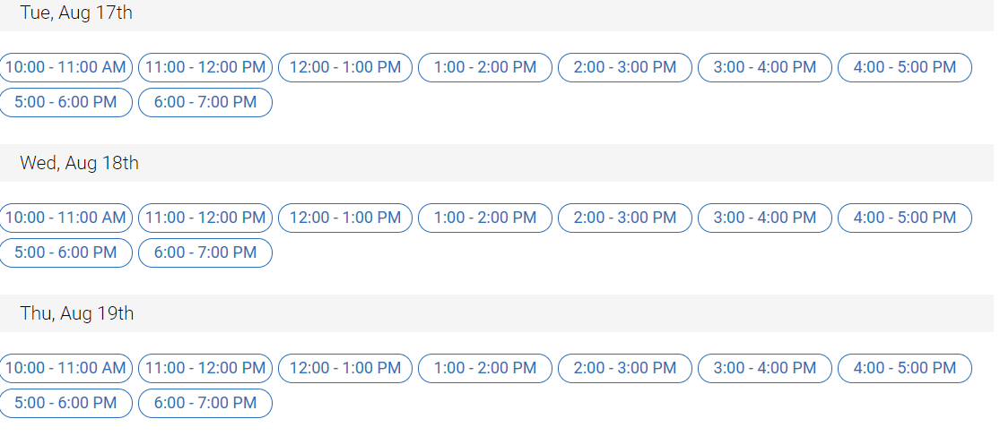 Tue, Aug 17th
10:00 - 11:00 AM 11:00 - 12:00 PM 12:00 - 1:00 PM 1:00 - 2:00 PM 2:00 - 3:00 PM 3:00 - 4:00 PM 4:00 - 5:00 PM
5:00 - 6:00 PM 6:00 - 7:00 PM
Wed, Aug 18th
10:00 - 11:00 AM 11:00 - 12:00 PM 12:00 - 1:00 PM 1:00 - 2:00 PM 2:00 - 3:00 PM 3:00 - 4:00 PM 4:00 - 5:00 PM
5:00 - 6:00 PM 6:00 - 7:00 PM
Thu, Aug 19th
10:00 - 11:00 AM 11:00 - 12:00 PM 12:00 - 1:00 PM 1:00 - 2:00 PM 2:00 - 3:00 PM 3:00 - 4:00 PM 4:00 - 5:00 PM
5:00 - 6:00 PM 6:00 - 7:00 PM